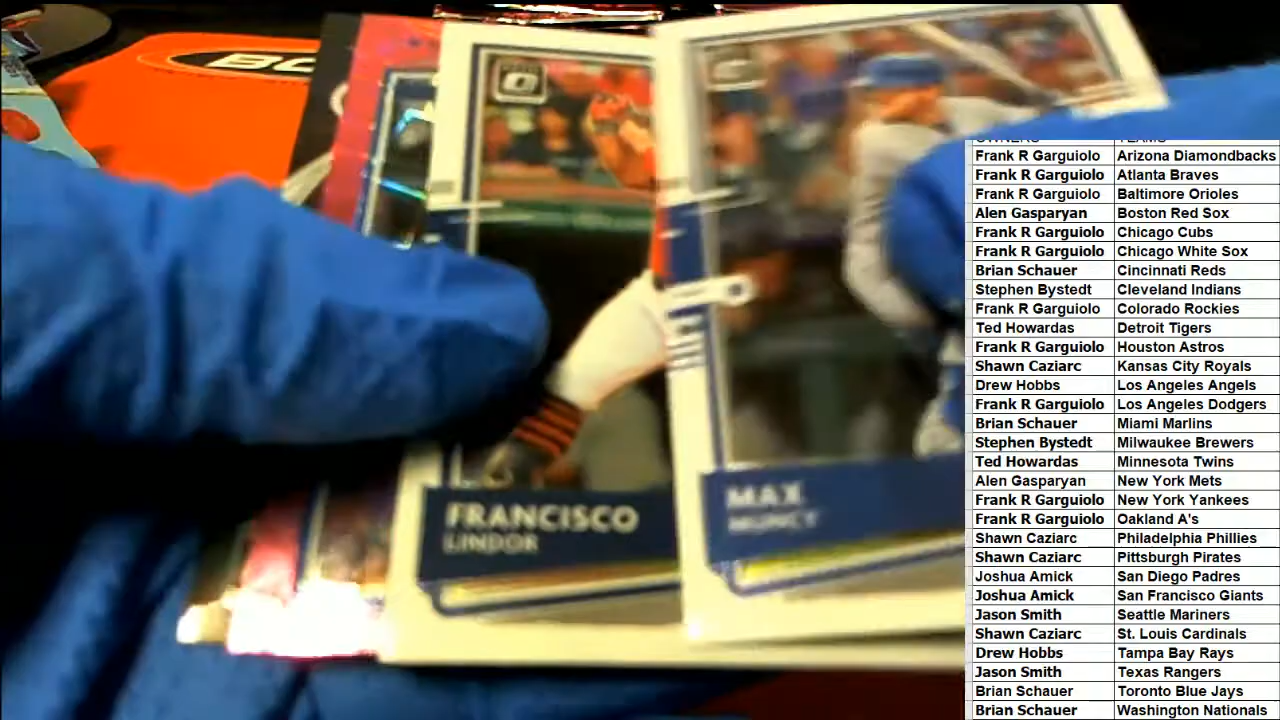 BO
FRANCISCO
LINDOR
MAX
MUNCY
OWNERS TEAMS
Frank R Garguiolo Arizona Diamondbacks
Frank R Garguiolo Atlanta Braves
Frank R Garguiolo Baltimore Orioles
Alen Gasparyan Boston Red Sox
Frank R Garguiolo Chicago Cubs
Frank R Garguiolo Chicago White Sox
Brian Schauer Cincinnati Reds
Stephen Bystedt Cleveland Indians
Frank R Garguiolo Colorado Rockies
Ted Howardas Detroit Tigers
Frank R Garguiolo Houston Astros
Shawn Caziarc Kansas City Royals
Drew Hobbs Los Angeles Angels
Frank R Garguiolo Los Angeles Dodgers
Brian Schauer Miami Marlins
Stephen Bystedt Milwaukee Brewers
Ted Howardas Minnesota Twins
Alen Gasparyan New York Mets
Frank R Garguiolo New York Yankees
Frank R Garguiolo Oakland A's
Shawn Caziarc Philadelphia Phillies
Shawn Caziarc Pittsburgh Pirates
Joshua Amick San Diego Padres
Joshua Amick San Francisco Giants
Jason Smith Seattle Mariners
Shawn Caziarc St. Louis Cardinals
Drew Hobbs Tampa Bay Rays
Jason Smith Texas Rangers
Brian Schauer Toronto Blue Jays
Brian Schauer Washington Nationals